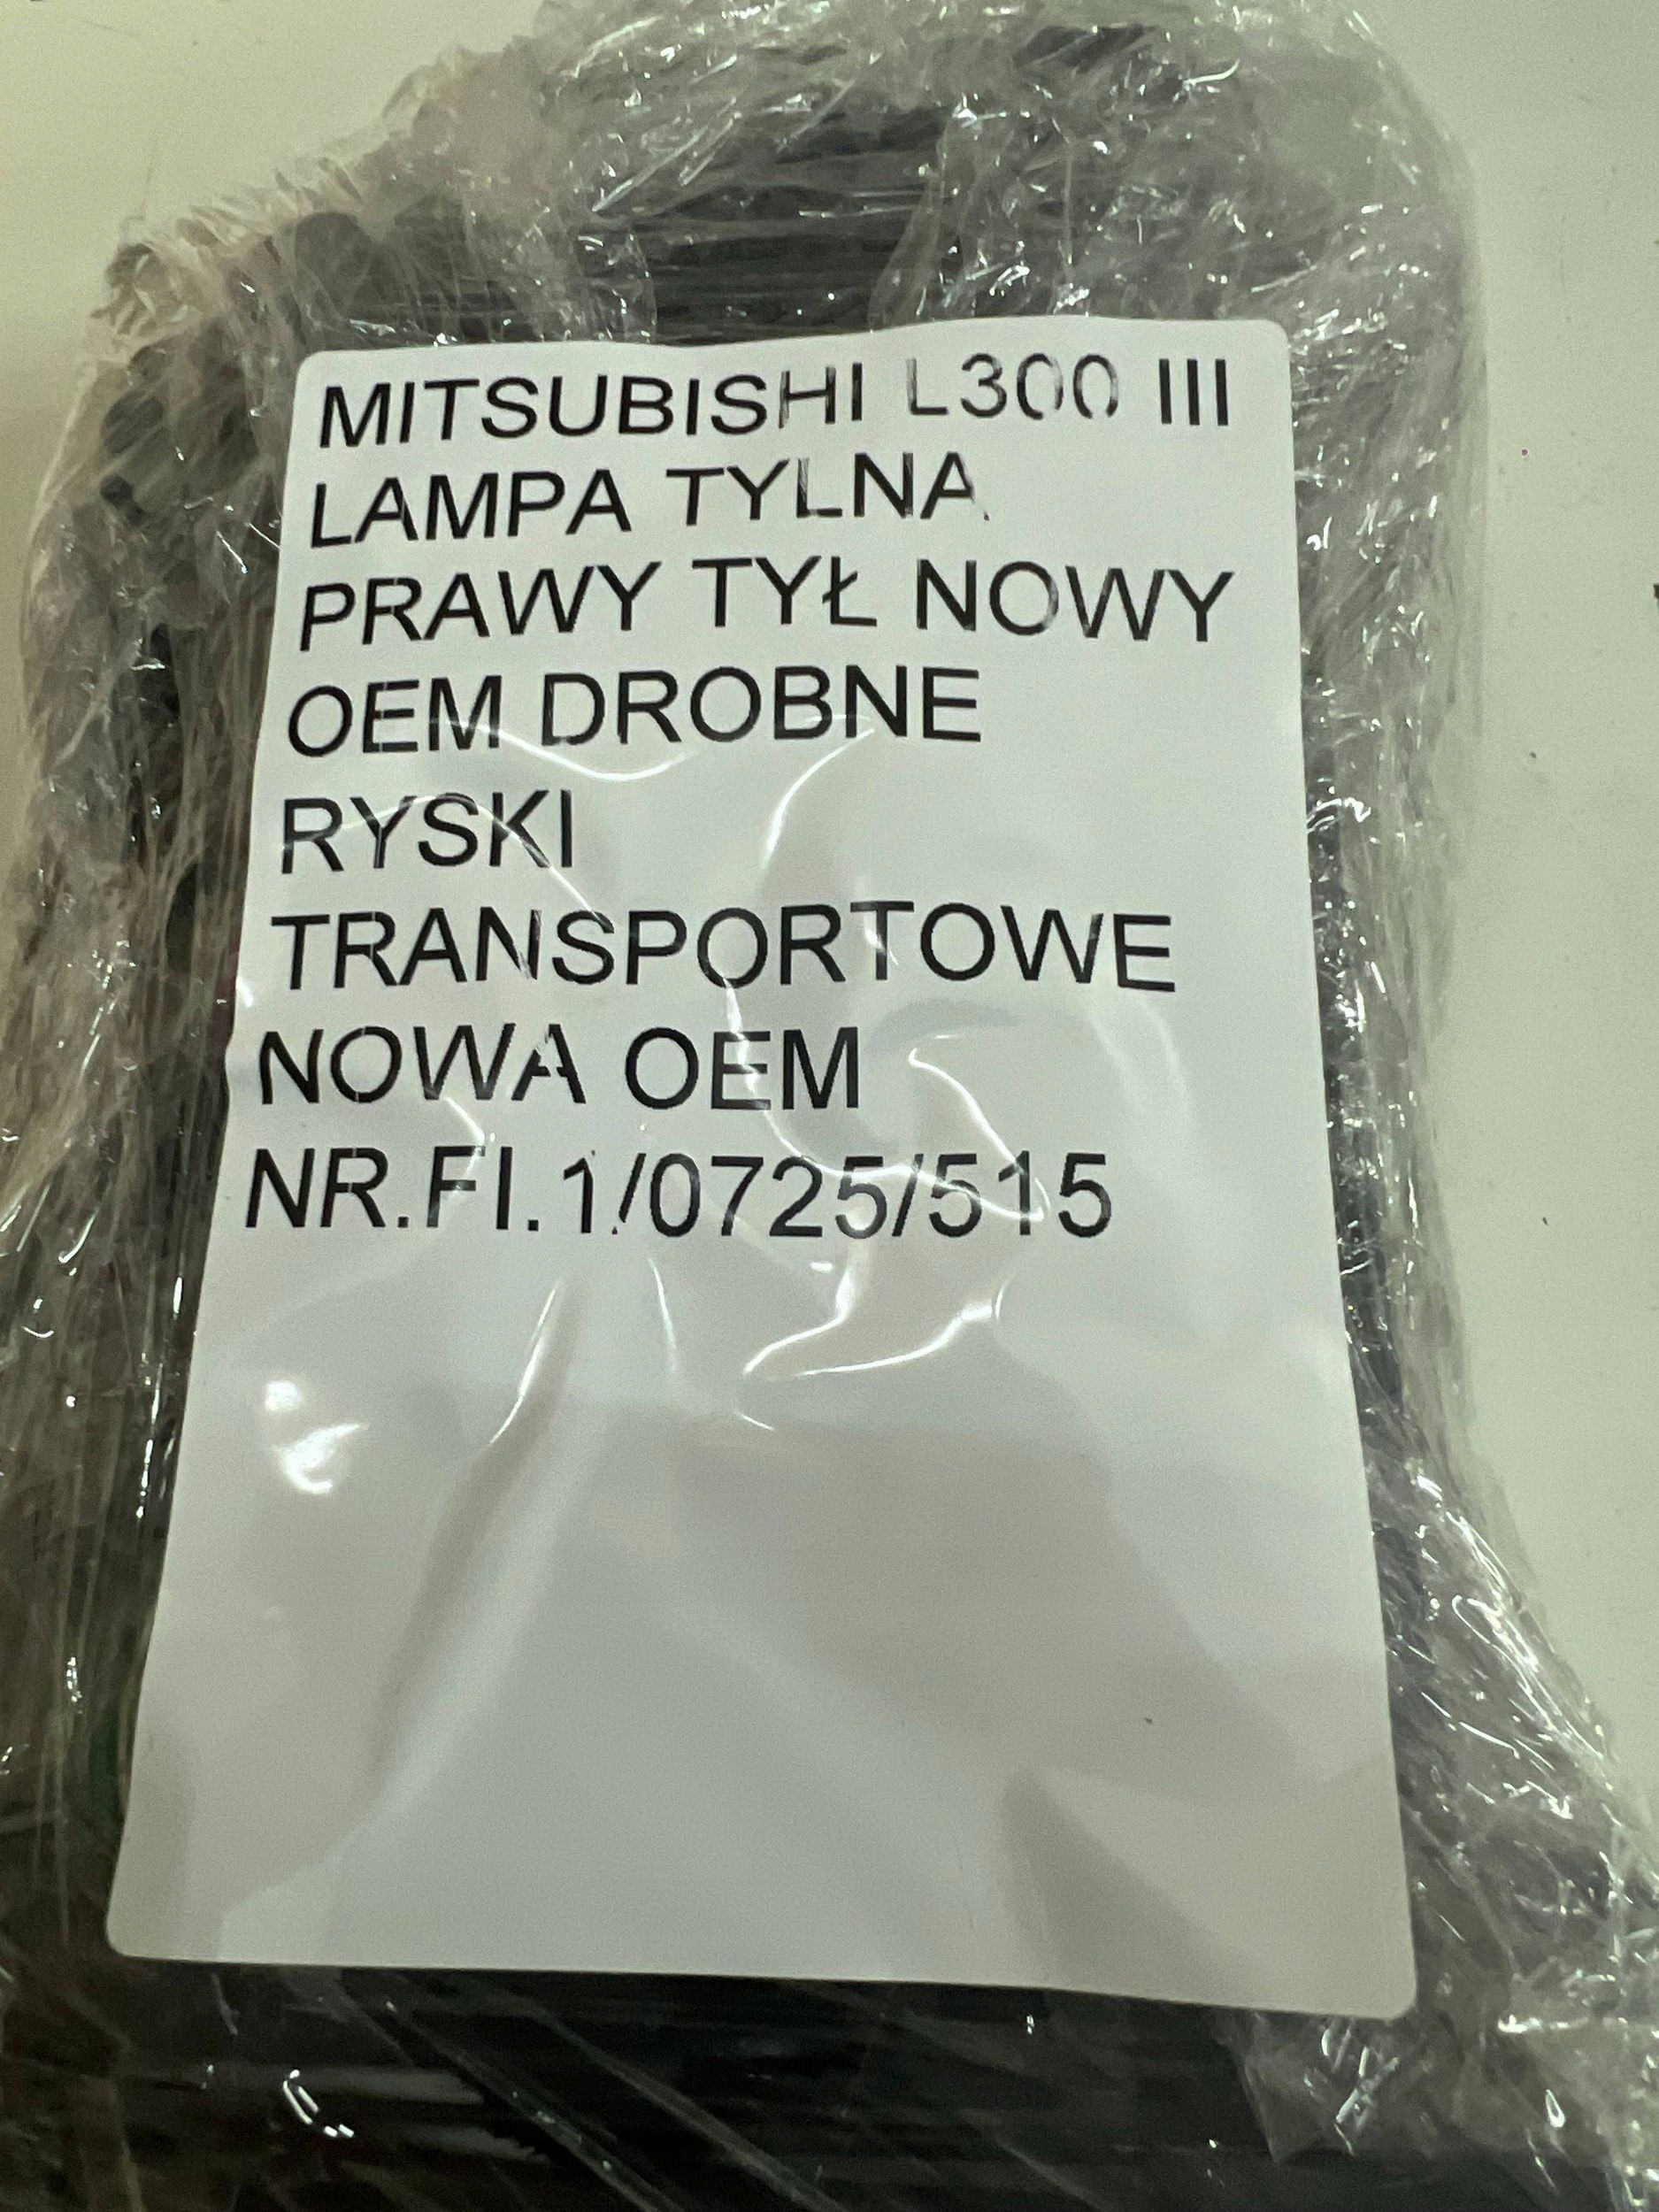 MITSUBISHI L300 III
LAMPA TYLNA
PRAWY TYŁ NOWY
OEM DROBNE
RYSKI
TRANSPORTOWE
NOWA OEM
NR.FI.1/0725/515